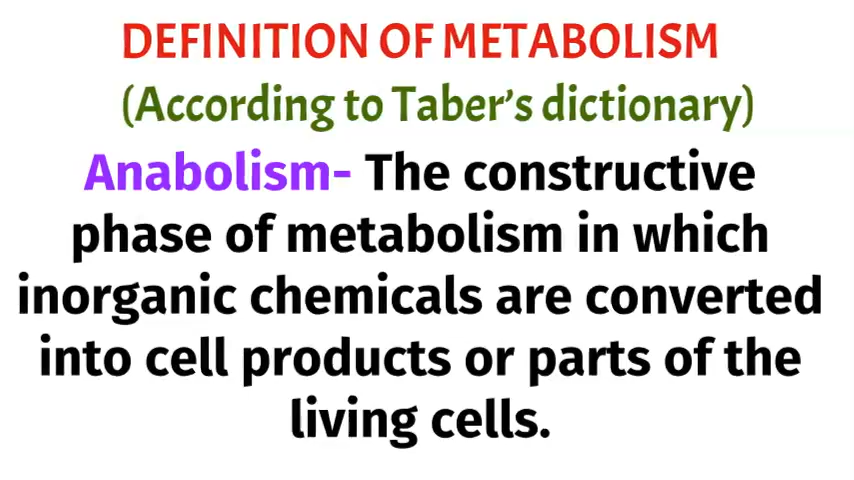 DEFINITION OF METABOLISM
(According to Taber’s dictionary)
Anabolism- The constructive
phase of metabolism in which
inorganic chemicals are converted
into cell products or parts of the
living cells.